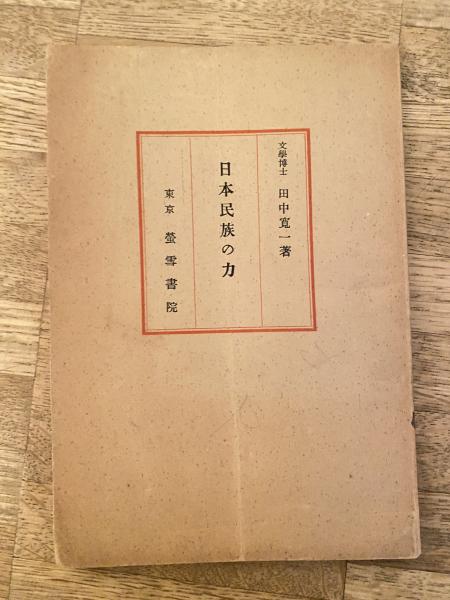 文學博士 田中寬一著
日本民族の力
東京 螢雪書院